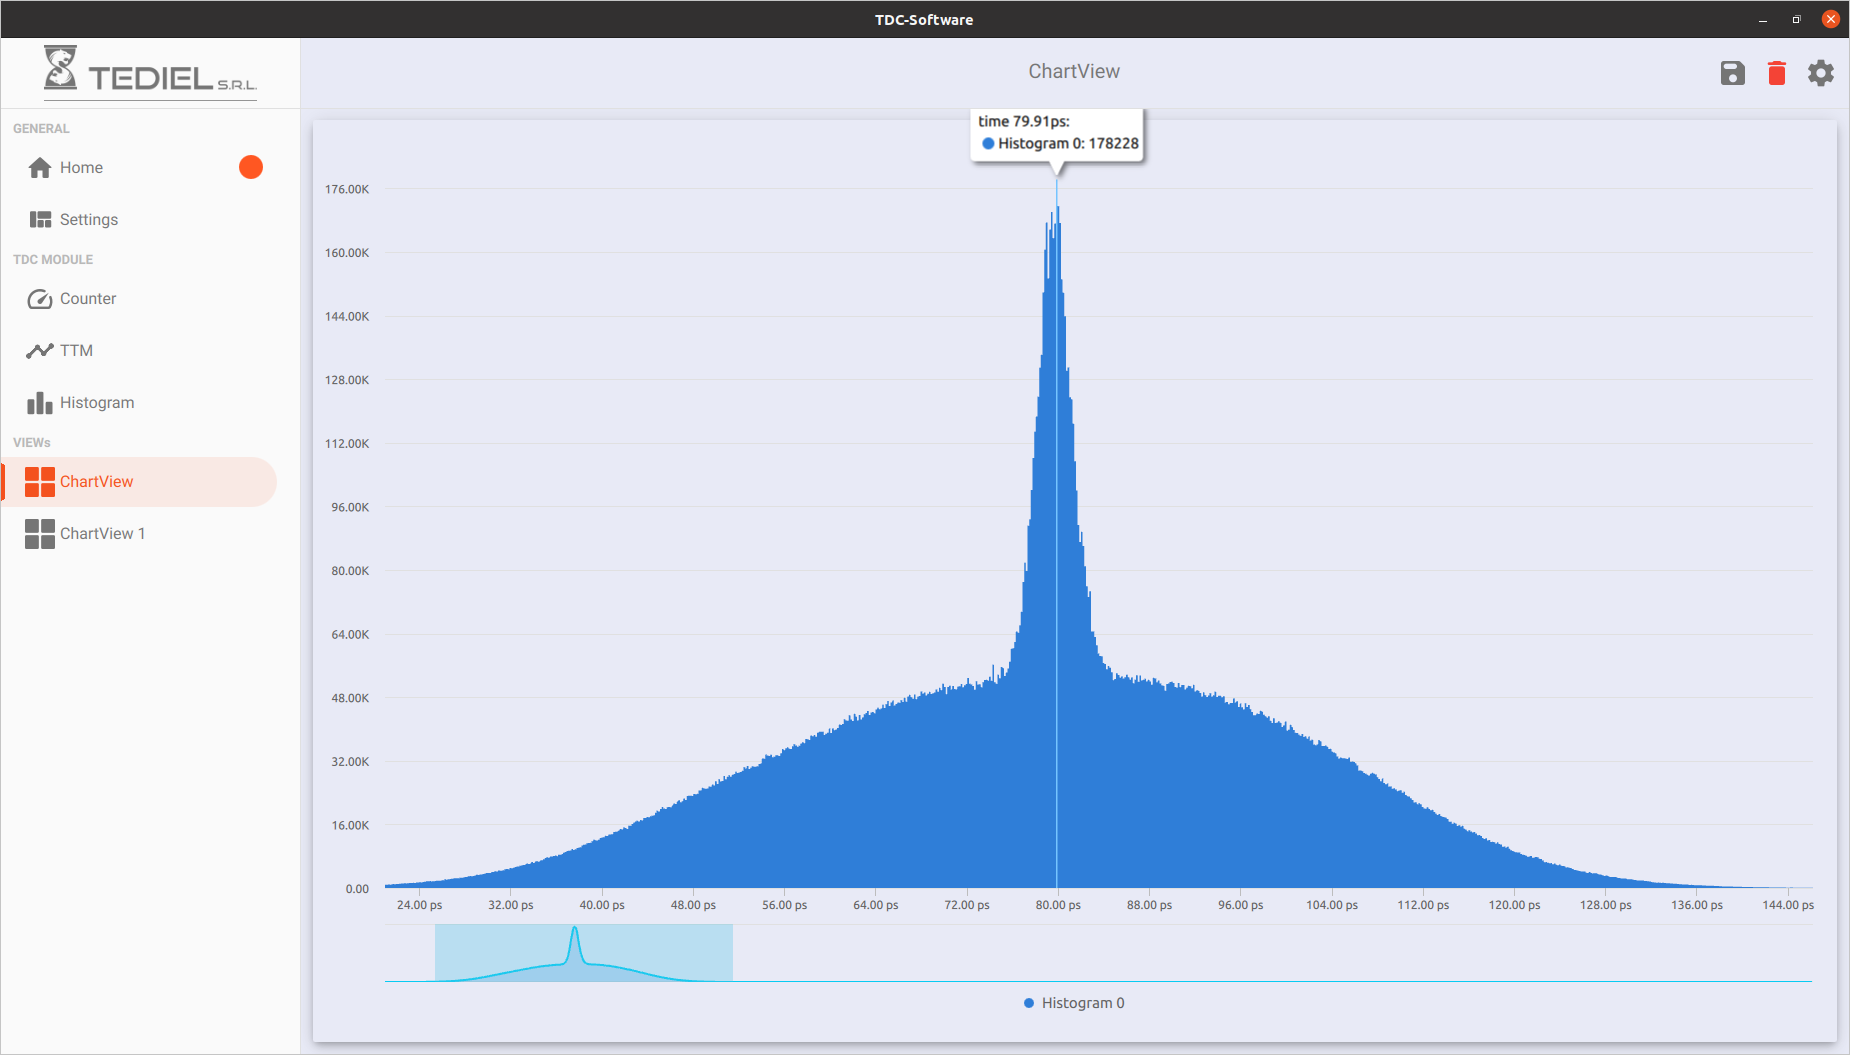 TDC-Software
TEDIEL S.R.L.
ChartView
GENERAL
Home
Settings
TDC MODULE
Counter
TTM
Histogram
VIEWs
ChartView
ChartView 1
time 79.91ps:
Histogram 0: 178228
176.00K
160.00K
144.00K
128.00K
112.00K
96.00K
80.00K
64.00K
48.00K
32.00K
16.00K
0.00
24.00 ps 32.00 ps 40.00 ps 48.00 ps 56.00 ps 64.00 ps 72.00 ps 80.00 ps 88.00 ps 96.00 ps 104.00 ps 112.00 ps 120.00 ps 128.00 ps 136.00 ps 144.00 ps
Histogram 0